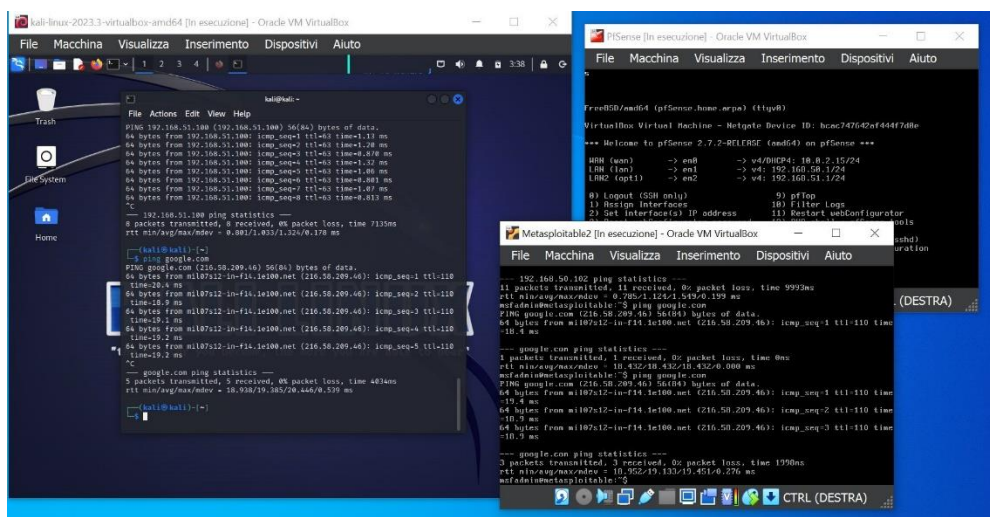 kali-linux-2023.3-virtualbox-amd64 [In esecuzione] - Oracle VM VirtualBox
File Macchina Visualizza Inserimento Dispositivi Aiuto
1 2 3 4
3:38
Trash
File System
Home
kali@kali: ~
File Actions Edit View Help
PING 192.168.51.100 (192.168.51.100) 56(84) bytes of data.
64 bytes from 192.168.51.100: icmp_seq=1 ttl=63 time=1.13 ms
64 bytes from 192.168.51.100: icmp_seq=2 ttl=63 time=1.20 ms
64 bytes from 192.168.51.100: icmp_seq=3 ttl=63 time=0.870 ms
64 bytes from 192.168.51.100: icmp_seq=4 ttl=63 time=1.32 ms
64 bytes from 192.168.51.100: icmp_seq=5 ttl=63 time=1.06 ms
64 bytes from 192.168.51.100: icmp_seq=6 ttl=63 time=0.801 ms
64 bytes from 192.168.51.100: icmp_seq=7 ttl=63 time=1.07 ms
64 bytes from 192.168.51.100: icmp_seq=8 ttl=63 time=0.813 ms
^C
— 192.168.51.100 ping statistics —
8 packets transmitted, 8 received, 0% packet loss, time 7135ms
rtt min/avg/max/mdev = 0.801/1.033/1.324/0.178 ms
(kali㉿kali)-[~]
$ ping google.com
PING google.com (216.58.209.46) 56(84) bytes of data.
64 bytes from mil07s12-in-f14.1e100.net (216.58.209.46): icmp_seq=1 ttl=110
time=20.4 ms
64 bytes from mil07s12-in-f14.1e100.net (216.58.209.46): icmp_seq=2 ttl=110
time=18.9 ms
64 bytes from mil07s12-in-f14.1e100.net (216.58.209.46): icmp_seq=3 ttl=110
time=19.1 ms
64 bytes from mil07s12-in-f14.1e100.net (216.58.209.46): icmp_seq=4 ttl=110
time=19.2 ms
64 bytes from mil07s12-in-f14.1e100.net (216.58.209.46): icmp_seq=5 ttl=110
time=19.2 ms
^C
— google.com ping statistics —
5 packets transmitted, 5 received, 0% packet loss, time 4034ms
rtt min/avg/max/mdev = 18.938/19.385/20.446/0.539 ms
(kali㉿kali)-[~]
$
PfSense [In esecuzione] - Oracle VM VirtualBox
File Macchina Visualizza Inserimento Dispositivi Aiuto
FreeBSD/amd64 (pfSense.home.arpa) (ttyv0)
VirtualBox Virtual Machine - Netgate Device ID: bcac747642af444f7d0e
*** Welcome to pfSense 2.7.2-RELEASE (amd64) on pfSense ***
WAN (wan) -> em0 -> v4/DHCP4: 10.0.2.15/24
LAN (lan) -> em1 -> v4: 192.168.50.1/24
LAN2 (opt1) -> em2 -> v4: 192.168.51.1/24
0) Logout (SSH only) 9) pfTop
1) Assign Interfaces 10) Filter Logs
2) Set interface(s) IP address 11) Restart webConfigurator
(DESTRA)
Metasploitable2 [In esecuzione] - Oracle VM VirtualBox
File Macchina Visualizza Inserimento Dispositivi Aiuto
--- 192.168.50.102 ping statistics ---
11 packets transmitted, 11 received, 0% packet loss, time 9993ms
rtt min/avg/max/mdev = 0.785/1.124/1.549/0.199 ms
msfadmin@metasploitable:~$ ping google.com
PING google.com (216.58.209.46) 56(84) bytes of data.
64 bytes from mil07s12-in-f14.1e100.net (216.58.209.46): icmp_seq=1 ttl=110 time
=18.4 ms
--- google.com ping statistics ---
1 packets transmitted, 1 received, 0% packet loss, time 0ms
rtt min/avg/max/mdev = 18.432/18.432/18.432/0.000 ms
msfadmin@metasploitable:~$ ping google.com
PING google.com (216.58.209.46) 56(84) bytes of data.
64 bytes from mil07s12-in-f14.1e100.net (216.58.209.46): icmp_seq=1 ttl=110 time
=19.4 ms
64 bytes from mil07s12-in-f14.1e100.net (216.58.209.46): icmp_seq=2 ttl=110 time
=18.9 ms
64 bytes from mil07s12-in-f14.1e100.net (216.58.209.46): icmp_seq=3 ttl=110 time
=18.9 ms
--- google.com ping statistics ---
3 packets transmitted, 3 received, 0% packet loss, time 1998ms
rtt min/avg/max/mdev = 18.952/19.133/19.451/0.276 ms
msfadmin@metasploitable:~$
CTRL (DESTRA)